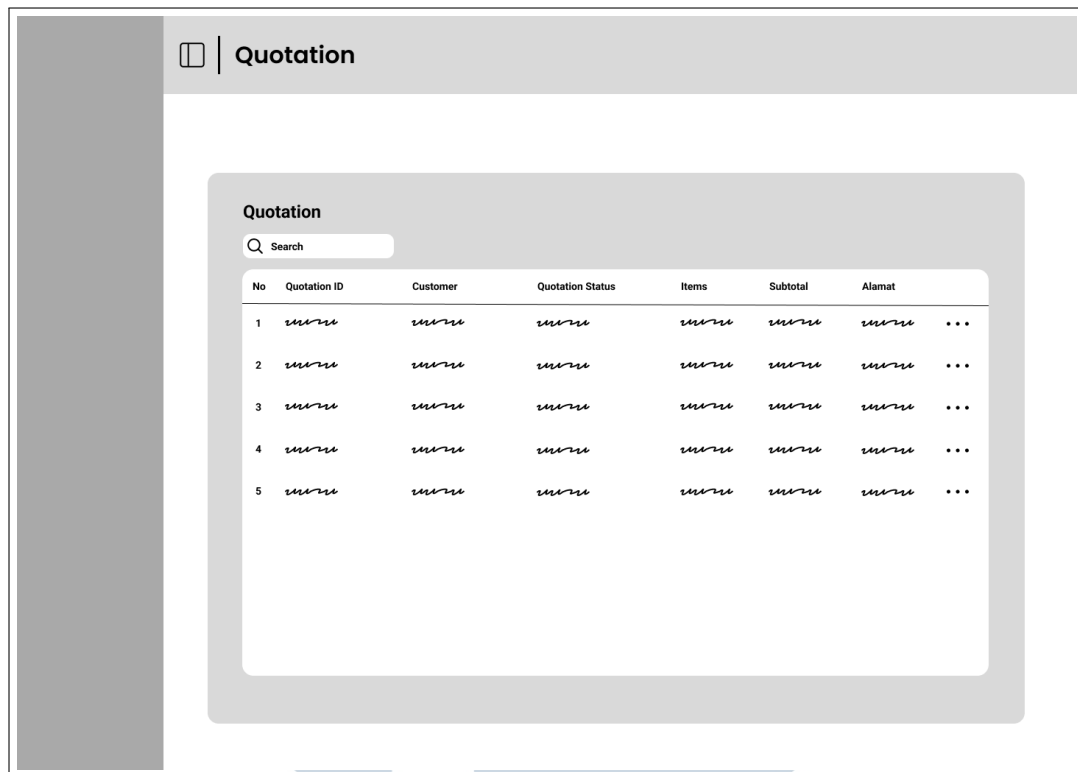 Quotation
Quotation
Search
No Quotation ID Customer Quotation Status Items Subtotal Alamat
1
2
3
4
5